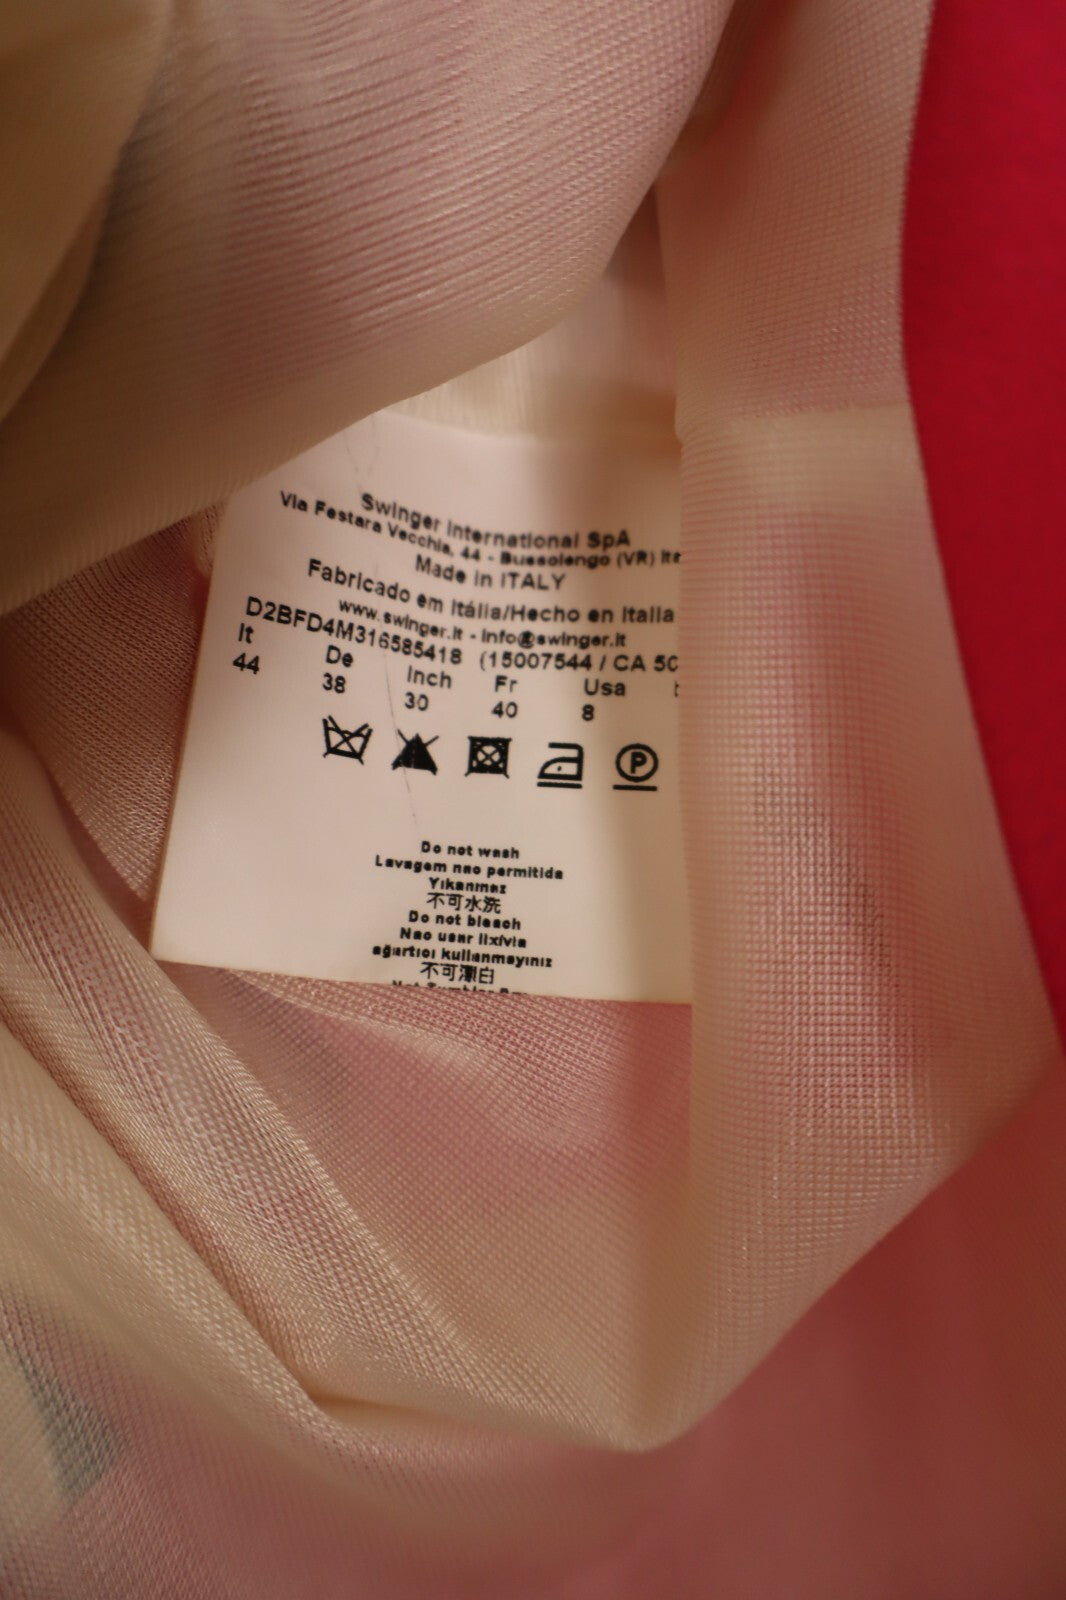 Swinger International SpA
Via Festara Vecchia, 44 - Bussolengo (VR) Ita
Made in ITALY
Fabricado em Itália/Hecho en Italia
www.swinger.it - info@swinger.it
D2BFD4M316585418 (15007544 / CA 50
It De Inch Fr Usa
44 38 30 40 8
P
Do not wash
Lavagem nao permitida
Yıkanmaz
不可水洗
Do not bleach
Nao usar lixívia
ağartıcı kullanmayınız
不可漂白